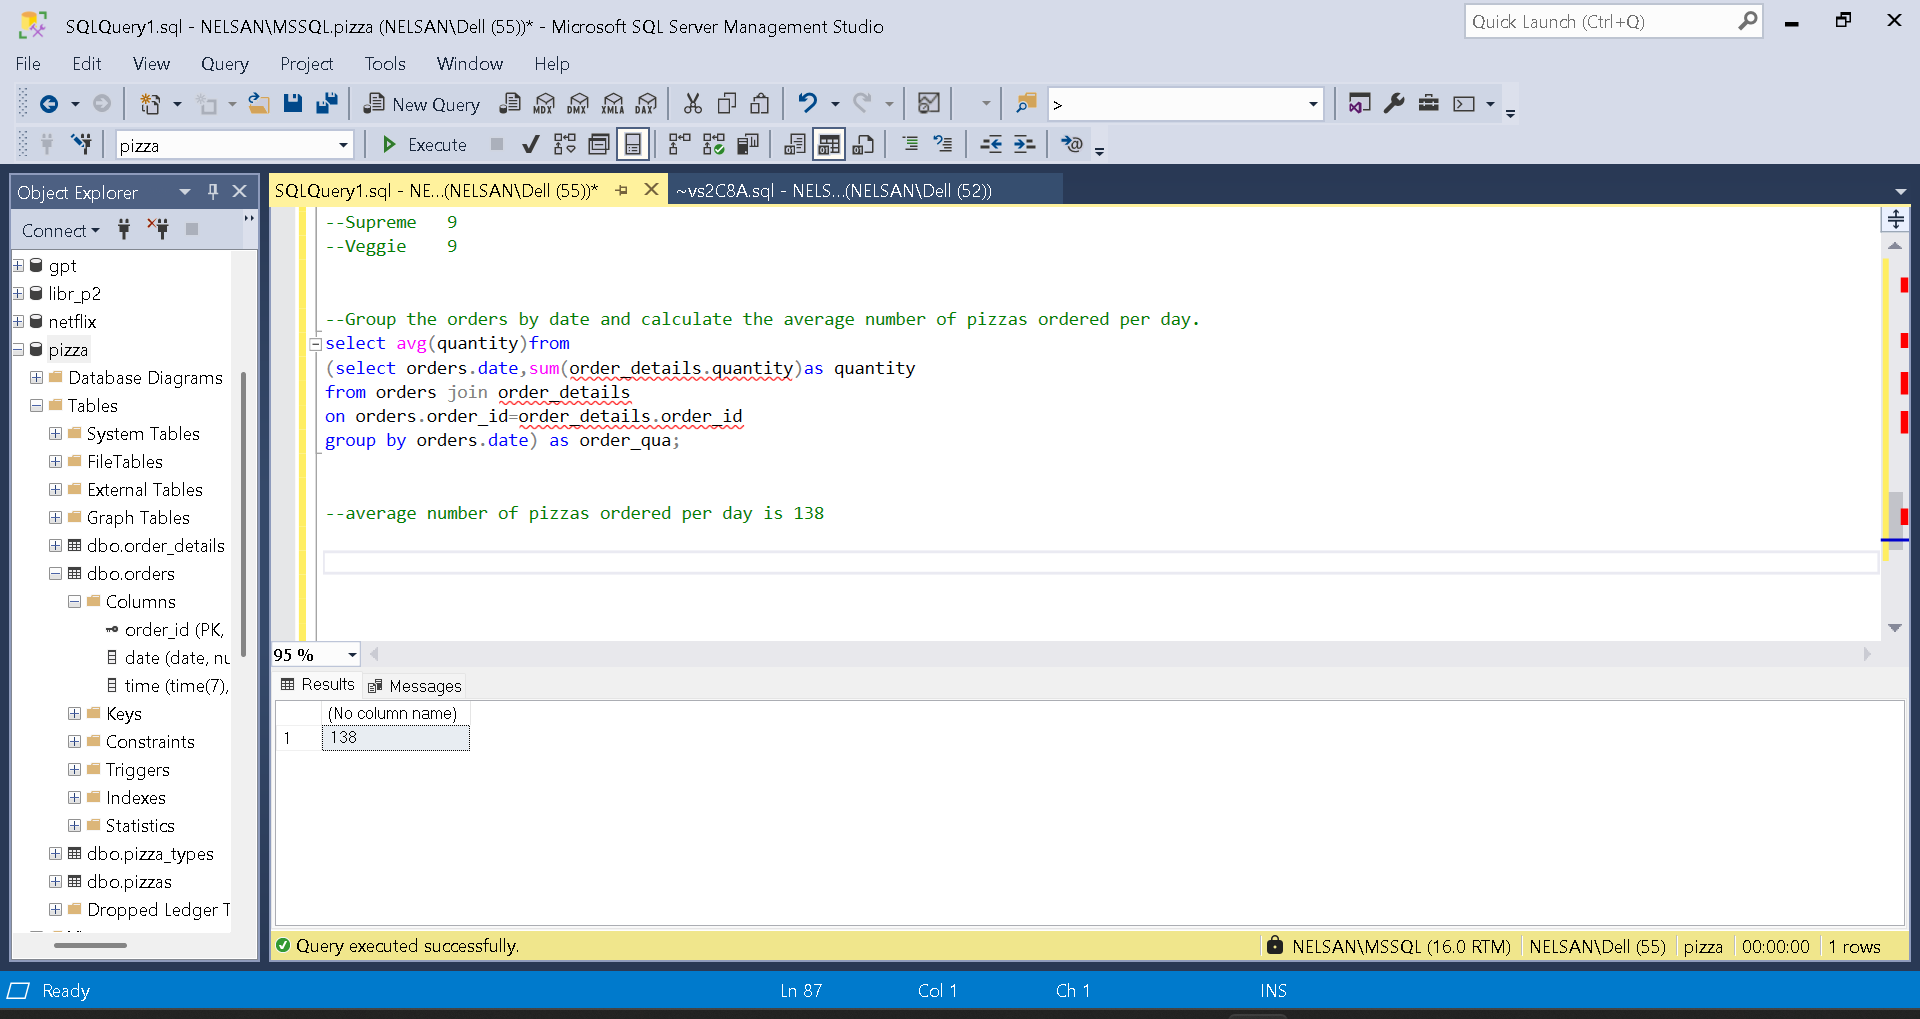 SQLQuery1.sql - NELSAN\MSSQL.pizza (NELSAN\Dell (55))* - Microsoft SQL Server Management Studio
Quick Launch (Ctrl+Q)
File Edit View Query Project Tools Window Help
New Query MDX DMX XMLA DAX >
pizza Execute
Object Explorer
Connect
gpt
libr_p2
netflix
pizza
Database Diagrams
Tables
System Tables
FileTables
External Tables
Graph Tables
dbo.order_details
dbo.orders
Columns
order_id (PK,
date (date, nu
time (time(7),
Keys
Constraints
Triggers
Indexes
Statistics
dbo.pizza_types
dbo.pizzas
Dropped Ledger T
SQLQuery1.sql - NE...(NELSAN\Dell (55))* ~vs2C8A.sql - NELS...(NELSAN\Dell (52))
--Supreme 9
--Veggie 9
--Group the orders by date and calculate the average number of pizzas ordered per day.
select avg(quantity)from
(select orders.date,sum(order_details.quantity)as quantity
from orders join order_details
on orders.order_id=order_details.order_id
group by orders.date) as order_qua;
--average number of pizzas ordered per day is 138
95 %
Results Messages
(No column name)
1 138
Query executed successfully. NELSAN\MSSQL (16.0 RTM) NELSAN\Dell (55) pizza 00:00:00 1 rows
Ready Ln 87 Col 1 Ch 1 INS